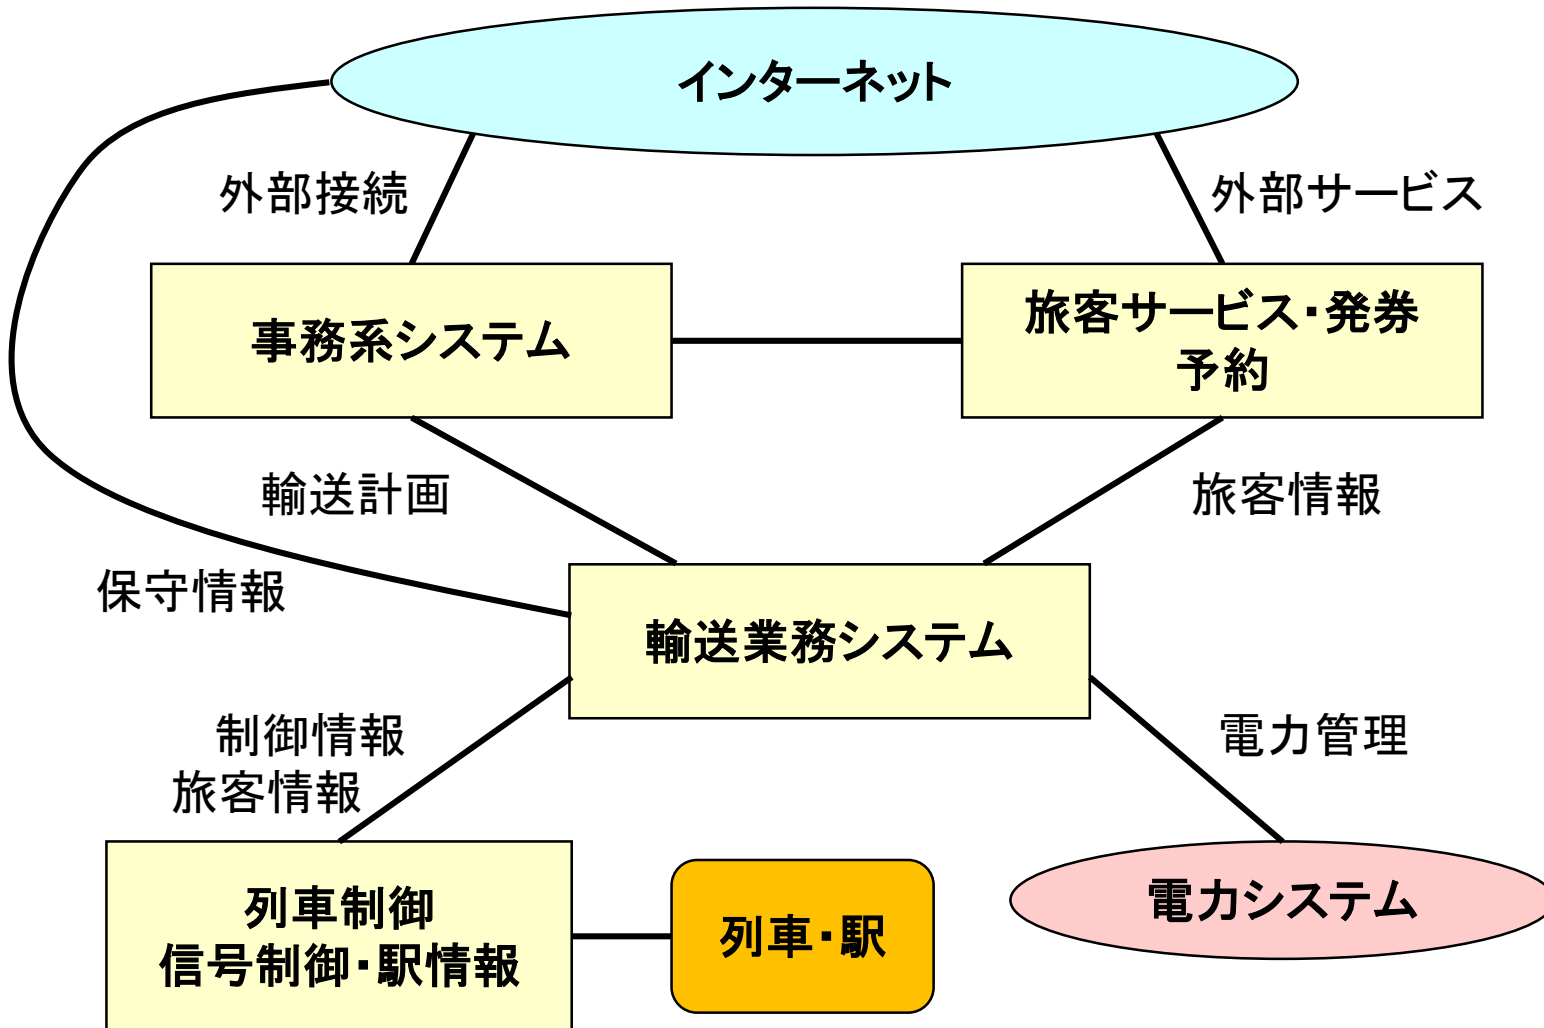 インターネット
外部接続
外部サービス
事務系システム
旅客サービス・発券
予約
輸送計画
旅客情報
保守情報
輸送業務システム
制御情報
旅客情報
電力管理
列車制御
信号制御・駅情報
列車・駅
電力システム